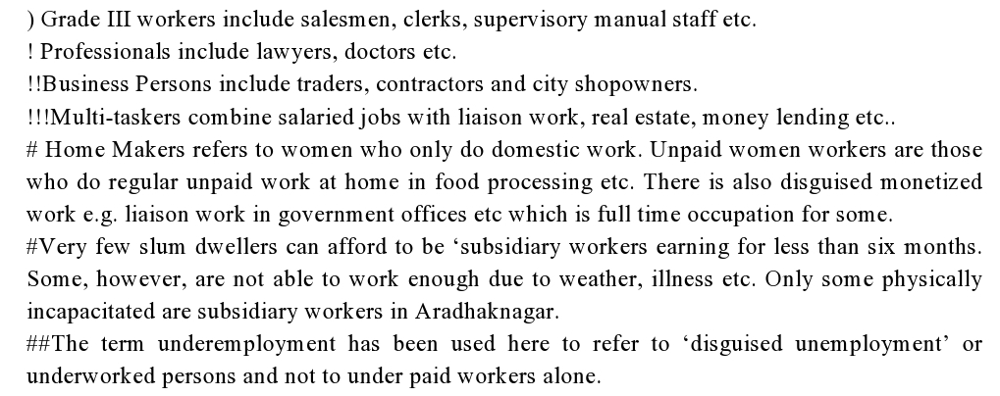 ) Grade III workers include salesmen, clerks, supervisory manual staff etc.
! Professionals include lawyers, doctors etc.
!!Business Persons include traders, contractors and city shopowners.
!!!Multi-taskers combine salaried jobs with liaison work, real estate, money lending etc..
# Home Makers refers to women who only do domestic work. Unpaid women workers are those
who do regular unpaid work at home in food processing etc. There is also disguised monetized
work e.g. liaison work in government offices etc which is full time occupation for some.
#Very few slum dwellers can afford to be ‘subsidiary workers earning for less than six months.
Some, however, are not able to work enough due to weather, illness etc. Only some physically
incapacitated are subsidiary workers in Aradhaknagar.
##The term underemployment has been used here to refer to ‘disguised unemployment’ or
underworked persons and not to under paid workers alone.